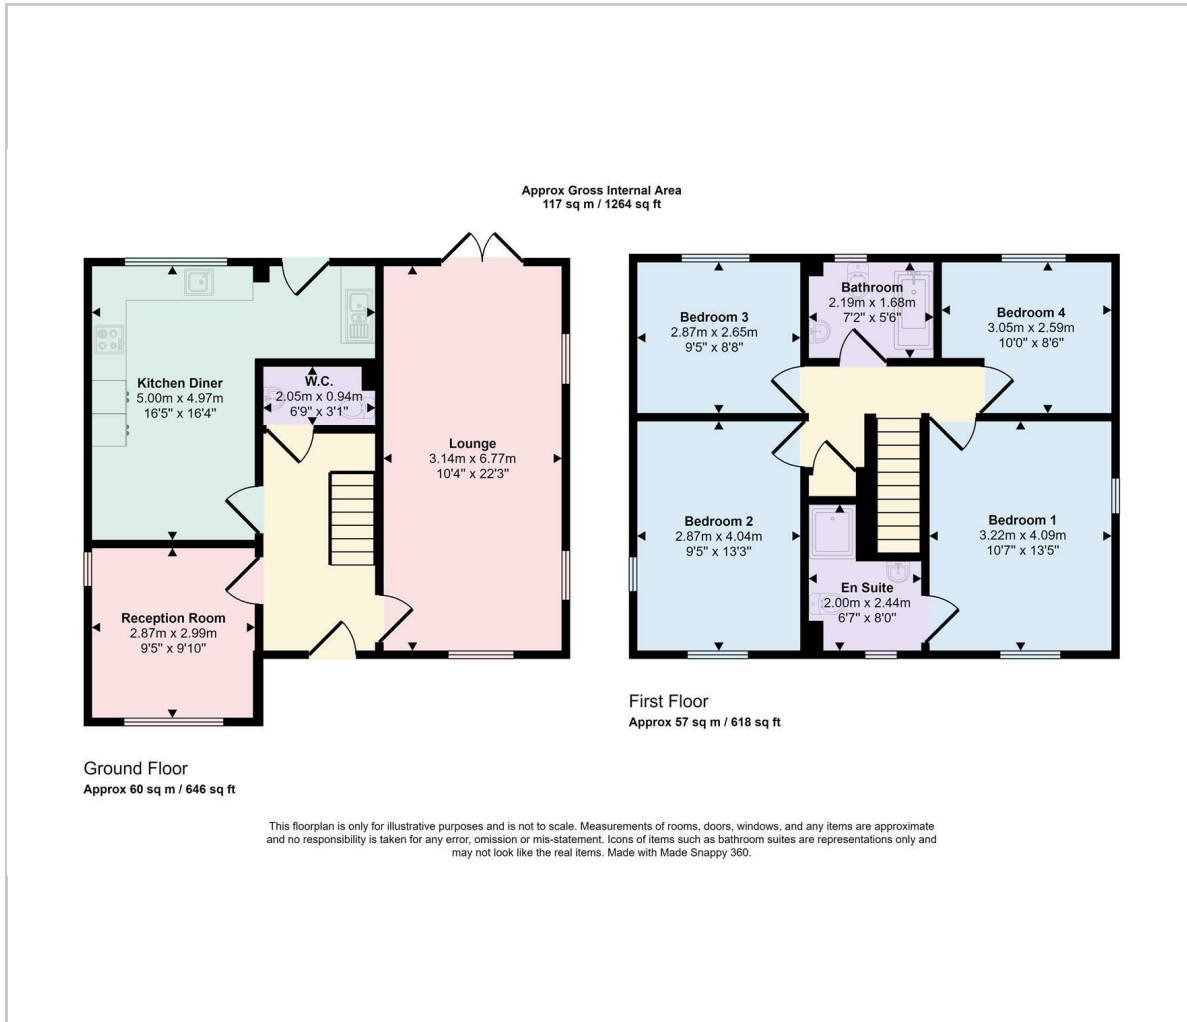 Approx Gross Internal Area
117 sq m / 1264 sq ft
Kitchen Diner
5.00m x 4.97m
16'5" x 16'4"
W.C.
2.05m x 0.94m
6'9" x 3'1"
Lounge
3.14m x 6.77m
10'4" x 22'3"
Reception Room
2.87m x 2.99m
9'5" x 9'10"
Ground Floor
Approx 60 sq m / 646 sq ft
Bedroom 3
2.87m x 2.65m
9'5" x 8'8"
Bathroom
2.19m x 1.68m
7'2" x 5'6"
Bedroom 4
3.05m x 2.59m
10'0" x 8'6"
Bedroom 2
2.87m x 4.04m
9'5" x 13'3"
En Suite
2.00m x 2.44m
6'7" x 8'0"
Bedroom 1
3.22m x 4.09m
10'7" x 13'5"
First Floor
Approx 57 sq m / 618 sq ft
This floorplan is only for illustrative purposes and is not to scale. Measurements of rooms, doors, windows, and any items are approximate
and no responsibility is taken for any error, omission or mis-statement. Icons of items such as bathroom suites are representations only and
may not look like the real items. Made with Made Snappy 360.